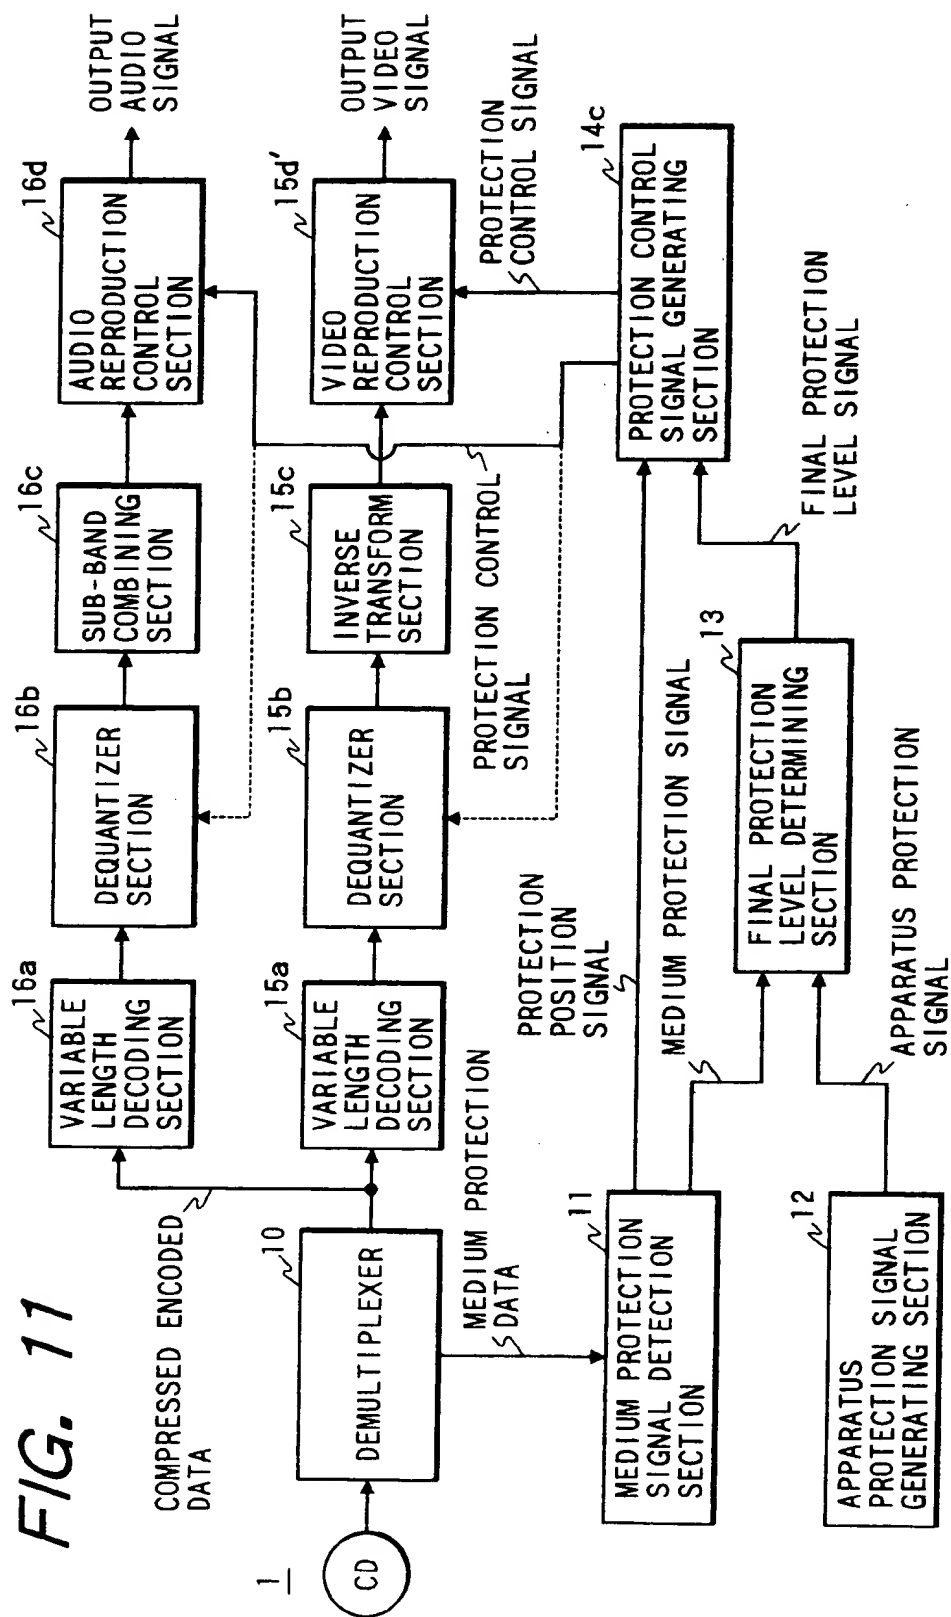 FIG. 11
1
CD
COMPRESSED ENCODED
DATA
10
DEMULTIPLEXER
MEDIUM PROTECTION
DATA
16a
VARIABLE
LENGTH
DECODING
SECTION
16b
DEQUANTIZER
SECTION
16c
SUB-BAND
COMBINING
SECTION
16d
AUDIO
REPRODUCTION
CONTROL
SECTION
OUTPUT
AUDIO
SIGNAL
15a
VARIABLE
LENGTH
DECODING
SECTION
15b
DEQUANTIZER
SECTION
15c
INVERSE
TRANSFORM
SECTION
15d'
VIDEO
REPRODUCTION
CONTROL
SECTION
OUTPUT
VIDEO
SIGNAL
PROTECTION CONTROL
SIGNAL
PROTECTION
CONTROL SIGNAL
11
MEDIUM PROTECTION
SIGNAL DETECTION
SECTION
PROTECTION
POSITION
SIGNAL
14c
PROTECTION CONTROL
SIGNAL GENERATING
SECTION
MEDIUM PROTECTION SIGNAL
12
APPARATUS
PROTECTION SIGNAL
GENERATING SECTION
13
FINAL PROTECTION
LEVEL DETERMINING
SECTION
FINAL PROTECTION
LEVEL SIGNAL
APPARATUS PROTECTION
SIGNAL